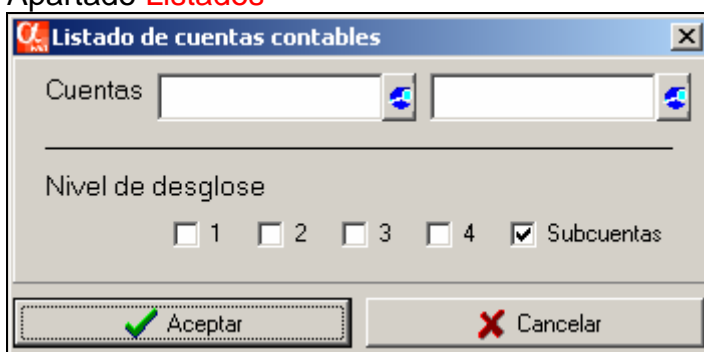 Apartado Listados
Listado de cuentas contables
Cuentas
Nivel de desglose
1 2 3 4 Subcuentas
Aceptar Cancelar